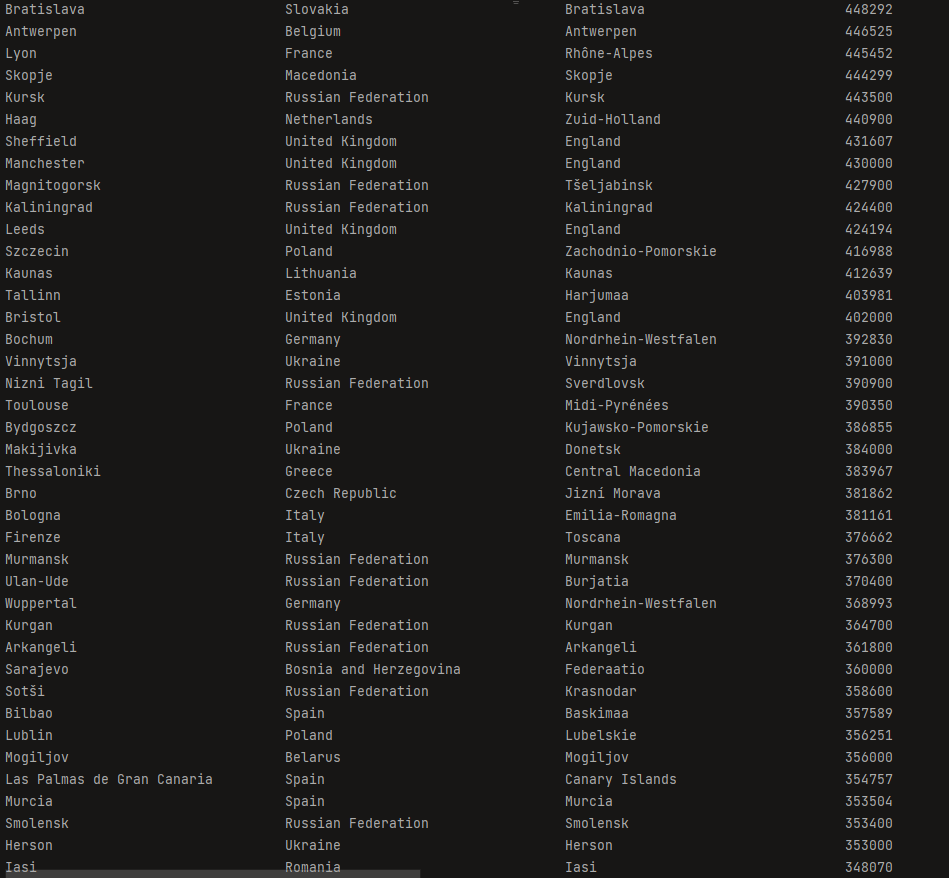 Bratislava Slovakia Bratislava 448292
Antwerpen Belgium Antwerpen 446525
Lyon France Rhône-Alpes 445452
Skopje Macedonia Skopje 444299
Kursk Russian Federation Kursk 443500
Haag Netherlands Zuid-Holland 440900
Sheffield United Kingdom England 431607
Manchester United Kingdom England 430000
Magnitogorsk Russian Federation Tšeljabinsk 427900
Kaliningrad Russian Federation Kaliningrad 424400
Leeds United Kingdom England 424194
Szczecin Poland Zachodnio-Pomorskie 416988
Kaunas Lithuania Kaunas 412639
Tallinn Estonia Harjumaa 403981
Bristol United Kingdom England 402000
Bochum Germany Nordrhein-Westfalen 392830
Vinnytsja Ukraine Vinnytsja 391000
Nizni Tagil Russian Federation Sverdlovsk 390900
Toulouse France Midi-Pyrénées 390350
Bydgoszcz Poland Kujawsko-Pomorskie 386855
Makijivka Ukraine Donetsk 384000
Thessaloniki Greece Central Macedonia 383967
Brno Czech Republic Jizní Morava 381862
Bologna Italy Emilia-Romagna 381161
Firenze Italy Toscana 376662
Murmansk Russian Federation Murmansk 376300
Ulan-Ude Russian Federation Burjatia 370400
Wuppertal Germany Nordrhein-Westfalen 368993
Kurgan Russian Federation Kurgan 364700
Arkangeli Russian Federation Arkangeli 361800
Sarajevo Bosnia and Herzegovina Federaatio 360000
Sotši Russian Federation Krasnodar 358600
Bilbao Spain Baskimaa 357589
Lublin Poland Lubelskie 356251
Mogiljov Belarus Mogiljov 356000
Las Palmas de Gran Canaria Spain Canary Islands 354757
Murcia Spain Murcia 353504
Smolensk Russian Federation Smolensk 353400
Herson Ukraine Herson 353000
Iasi Romania Iasi 348070